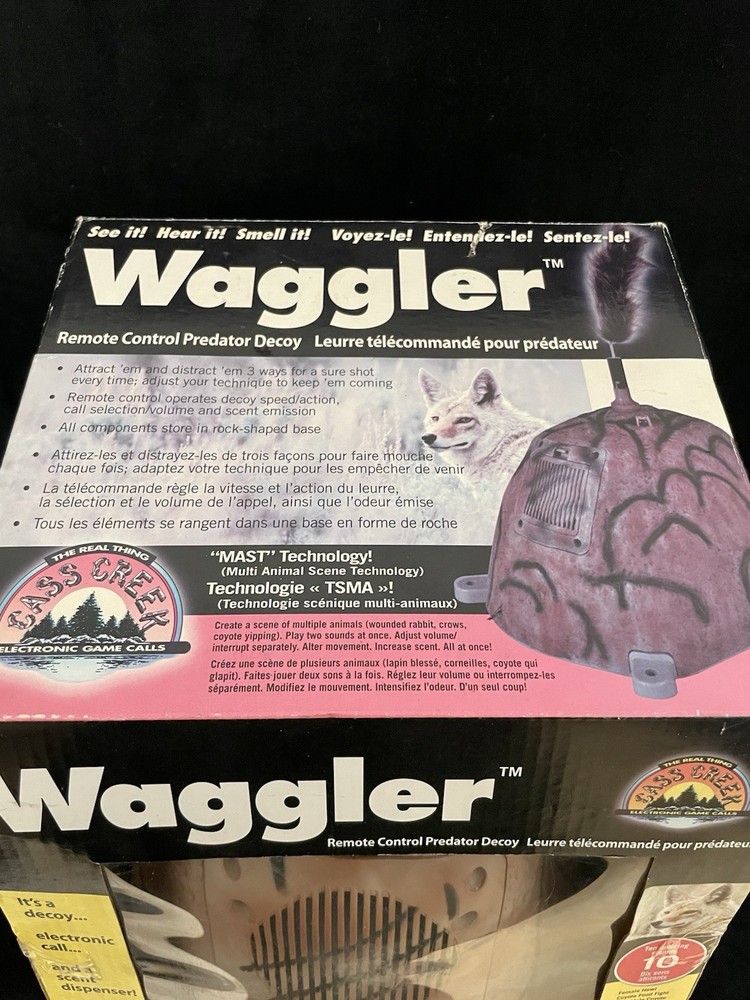 See it! Hear it! Smell it! Voyez-le! Entendez-le! Sentez-le!
Waggler™
Remote Control Predator Decoy Leurre télécommandé pour prédateur
• Attract 'em and distract 'em 3 ways for a sure shot
every time; adjust your technique to keep 'em coming
• Remote control operates decoy speed/action,
call selection/volume and scent emission
• All components store in rock-shaped base
• Attirez-les et distrayez-les de trois façons pour faire mouche
chaque fois; adaptez votre technique pour les empêcher de venir
• La télécommande règle la vitesse et l'action du leurre,
la sélection et le volume de l'appel, ainsi que l'odeur émise
• Tous les éléments se rangent dans une base en forme de roche
THE REAL THING
CASS CREEK
ELECTRONIC GAME CALLS
"MAST" Technology!
(Multi Animal Scene Technology)
Technologie « TSMA »!
(Technologie scénique multi-animaux)
Create a scene of multiple animals (wounded rabbit, crows,
coyote yipping). Play two sounds at once. Adjust volume/
interrupt separately. Alter movement. Increase scent. All at once!
Créez une scène de plusieurs animaux (lapin blessé, corneilles, coyote qui
glapit). Faites jouer deux sons à la fois. Réglez leur volume ou interrompez-les
séparément. Modifiez le mouvement. Intensifiez l'odeur. D'un seul coup!
Waggler™
Remote Control Predator Decoy Leurre télécommandé pour prédateu
THE REAL THING
CASS CREEK
ELECTRONIC GAME CALLS
It's a
decoy...
electronic
call...
and a
scent
dispenser!
Ten
10
Dix sons
Female Howl
Coyote Food Fight